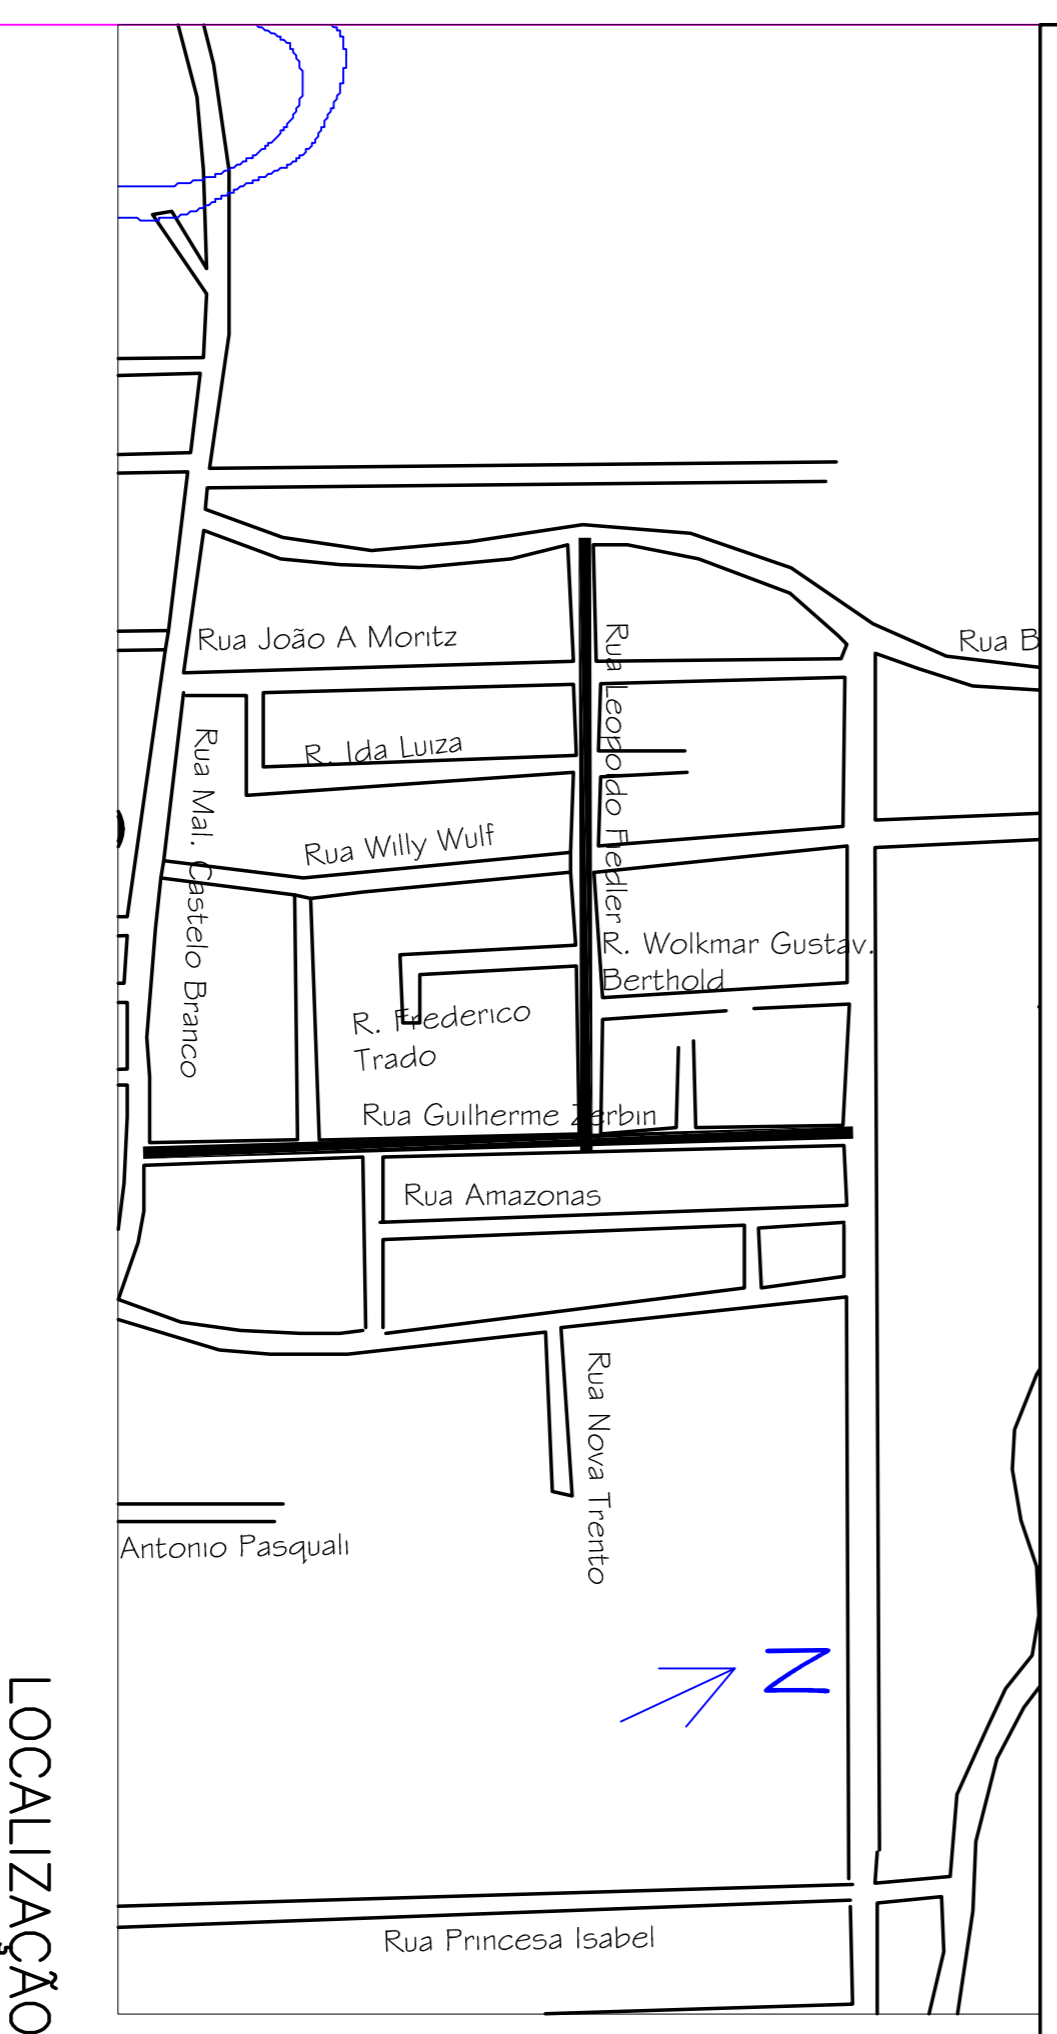 Rua João A Moritz
Rua B
Rua Leopoldo Fiedler
R. Ida Luiza
Rua Mal. Castelo Branco
Rua Willy Wulf
R. Wolkmar Gustav.
Berthold
R. Frederico
Trado
Rua Guilherme Zerbin
Rua Amazonas
Rua Nova Trento
Antonio Pasquali
N
LOCALIZAÇÃO
Rua Princesa Isabel